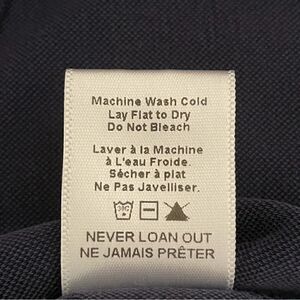 Machine Wash Cold
Lay Flat to Dry
Do Not Bleach
Laver à la Machine
à L'eau Froide.
Sécher à plat
Ne Pas Javelliser.
30C
NEVER LOAN OUT
NE JAMAIS PRÊTER